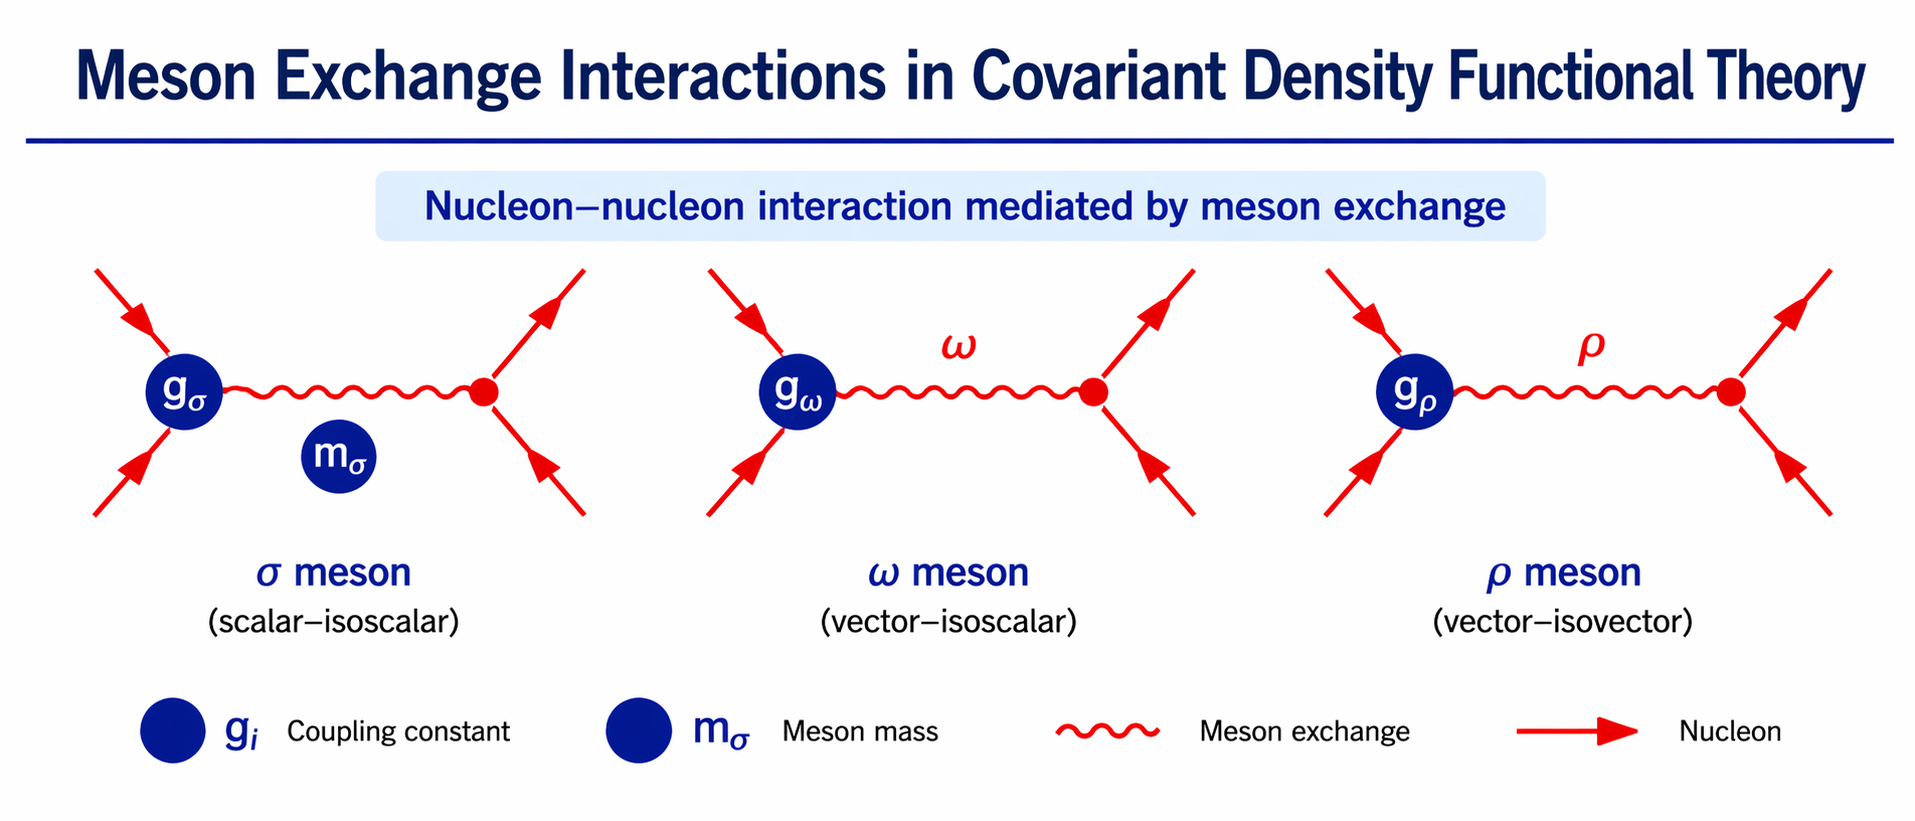 Meson Exchange Interactions in Covariant Density Functional Theory
Nucleon–nucleon interaction mediated by meson exchange
gσ
mσ
gω
ω
gρ
ρ
σ meson
(scalar–isoscalar)
ω meson
(vector–isoscalar)
ρ meson
(vector–isovector)
gi Coupling constant
mσ Meson mass
Meson exchange
Nucleon